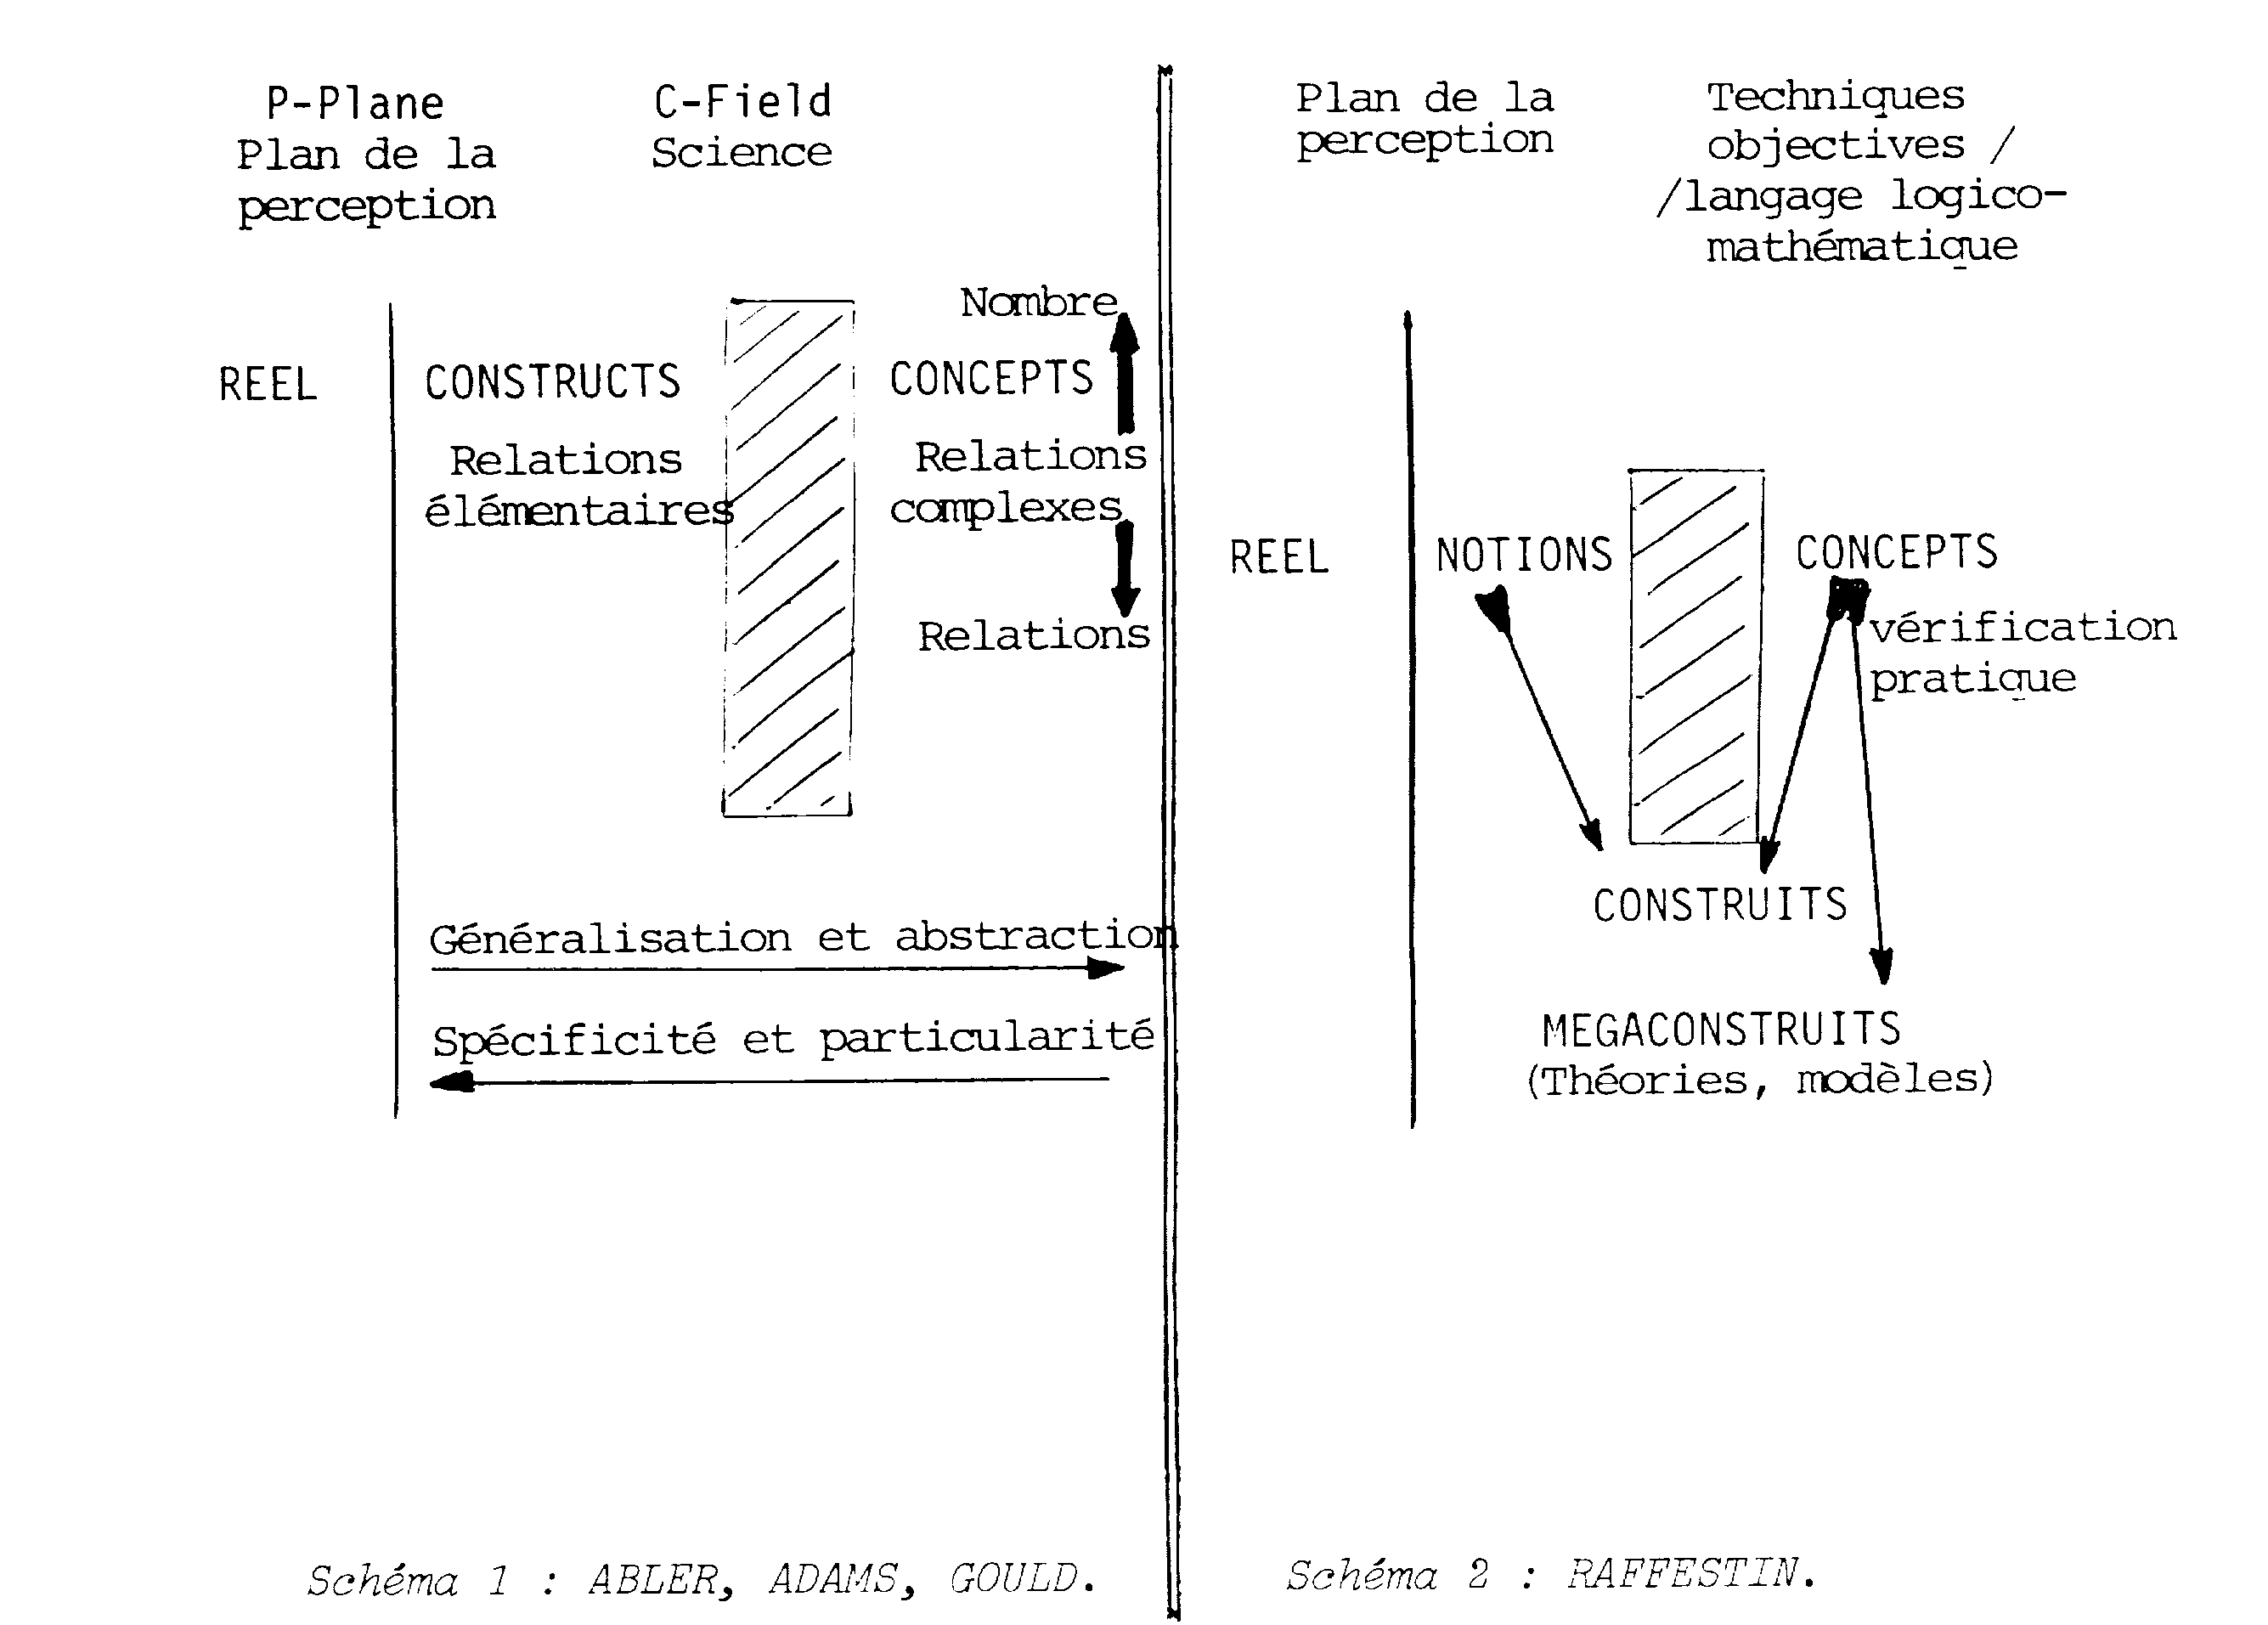 P-Plane
Plan de la
perception
C-Field
Science
REEL
CONSTRUCTS
Relations
élémentaires
Nombre
CONCEPTS
Relations
complexes
Relations
Généralisation et abstraction
Spécificité et particularité
Schéma 1 : ABLER, ADAMS, GOULD.
Plan de la
perception
Techniques
objectives /
/langage logico-
mathématique
REEL
NOTIONS
CONCEPTS
vérification
pratique
CONSTRUITS
MEGACONSTRUITS
(Théories, modèles)
Schéma 2 : RAFFESTIN.